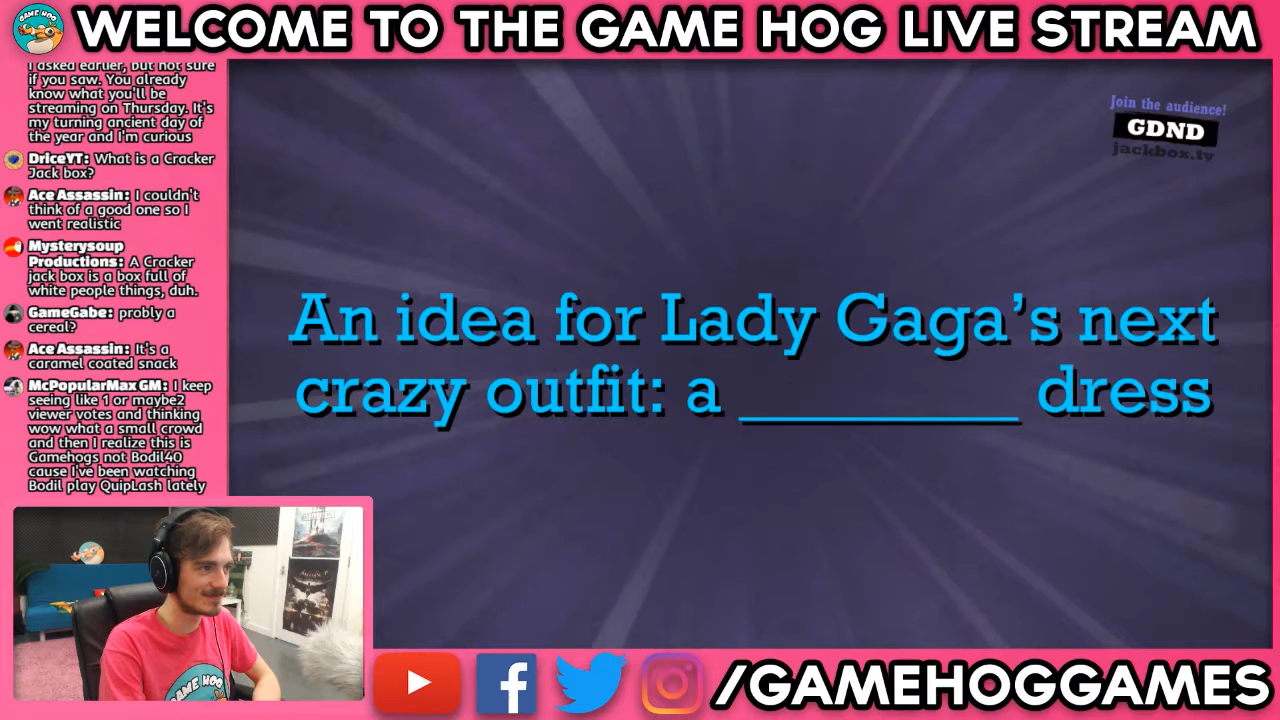 WELCOME TO THE GAME HOG LIVE STREAM
I asked earlier, but not sure
if you saw. You already
know what you'll be
streaming on Thursday. It's
my turning ancient day of
the year and I'm curious
DriceYT: What is a Cracker
Jack box?
Ace Assassin: I couldn't
think of a good one so I
went realistic
Mysterysoup
Productions: A Cracker
jack box is a box full of
white people things, duh.
GameGabe: probly a
cereal?
Ace Assassin: It's a
caramel coated snack
McPopularMax GM: I keep
seeing like 1 or maybe2
viewer votes and thinking
wow what a small crowd
and then I realize this is
Gamehogs not Bodil40
cause I've been watching
Bodil play QuipLash lately
Join the audience!
GDND
jackbox.tv
An idea for Lady Gaga's next
crazy outfit: a ________ dress
GAME HOG
/GAMEHOGGAMES